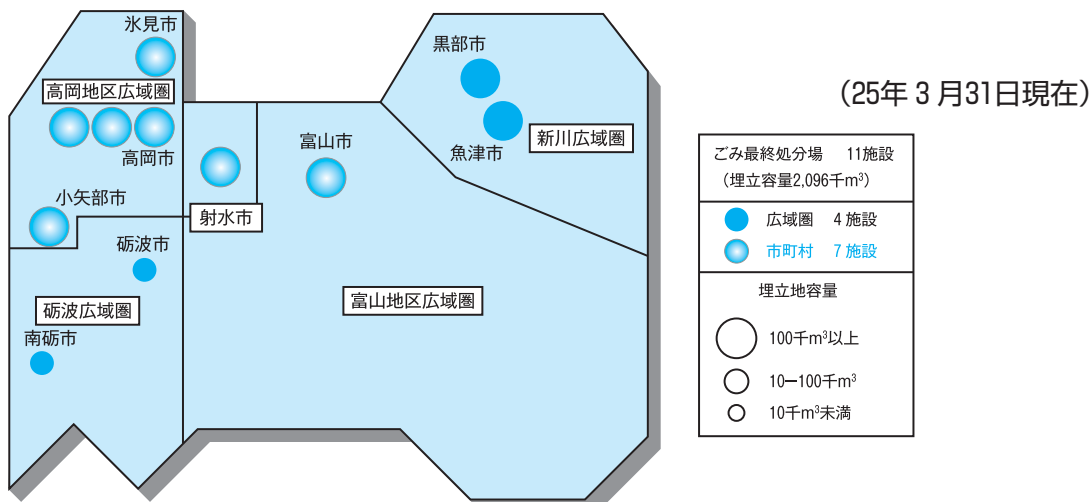 氷見市
高岡地区広域圏
高岡市
小矢部市
射水市
砺波市
砺波広域圏
南砺市
富山市
富山地区広域圏
黒部市
魚津市
新川広域圏
（25年 3 月31日現在）
ごみ最終処分場 11施設
（埋立容量2,096千m³）
広域圏 4 施設
市町村 7 施設
埋立地容量
100千m³以上
10−100千m³
10千m³未満